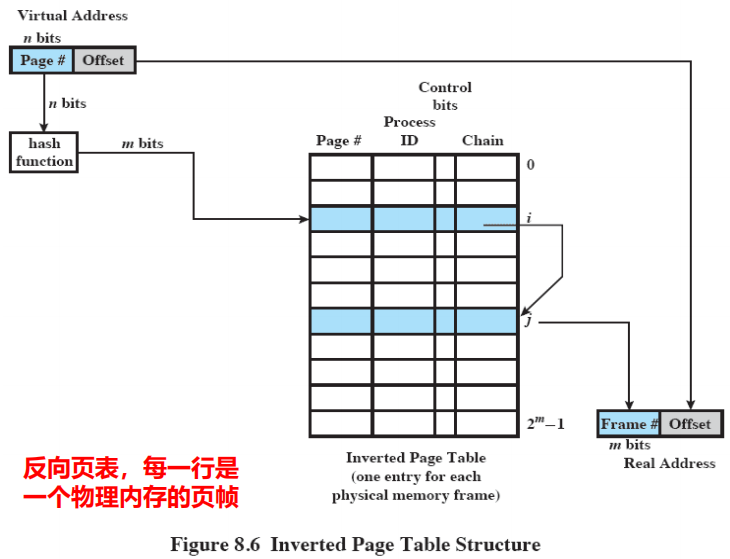 Virtual Address
n bits
Page # Offset
n bits
hash
function
m bits
Control
bits
Process
Page # ID Chain
0
i
j
2^m−1
Frame # Offset
m bits
Real Address
Inverted Page Table
(one entry for each
physical memory frame)
反向页表，每一行是
一个物理内存的页帧
Figure 8.6 Inverted Page Table Structure